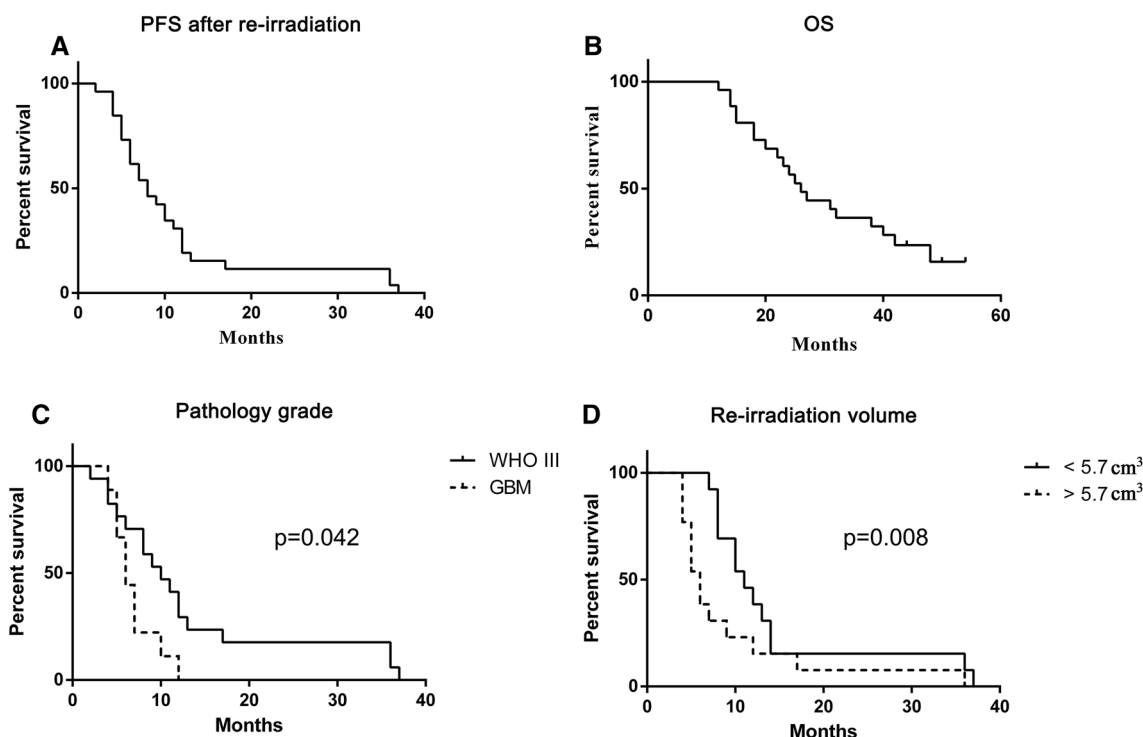 PFS after re-irradiation
A
Percent survival
100
50
0
0 10 20 30 40
Months
OS
B
Percent survival
100
50
0
0 20 40 60
Months
Pathology grade
C
Percent survival
100
50
0
0 10 20 30 40
Months
WHO III
GBM
p=0.042
Re-irradiation volume
D
Percent survival
100
50
0
0 10 20 30 40
Months
< 5.7 cm³
> 5.7 cm³
p=0.008